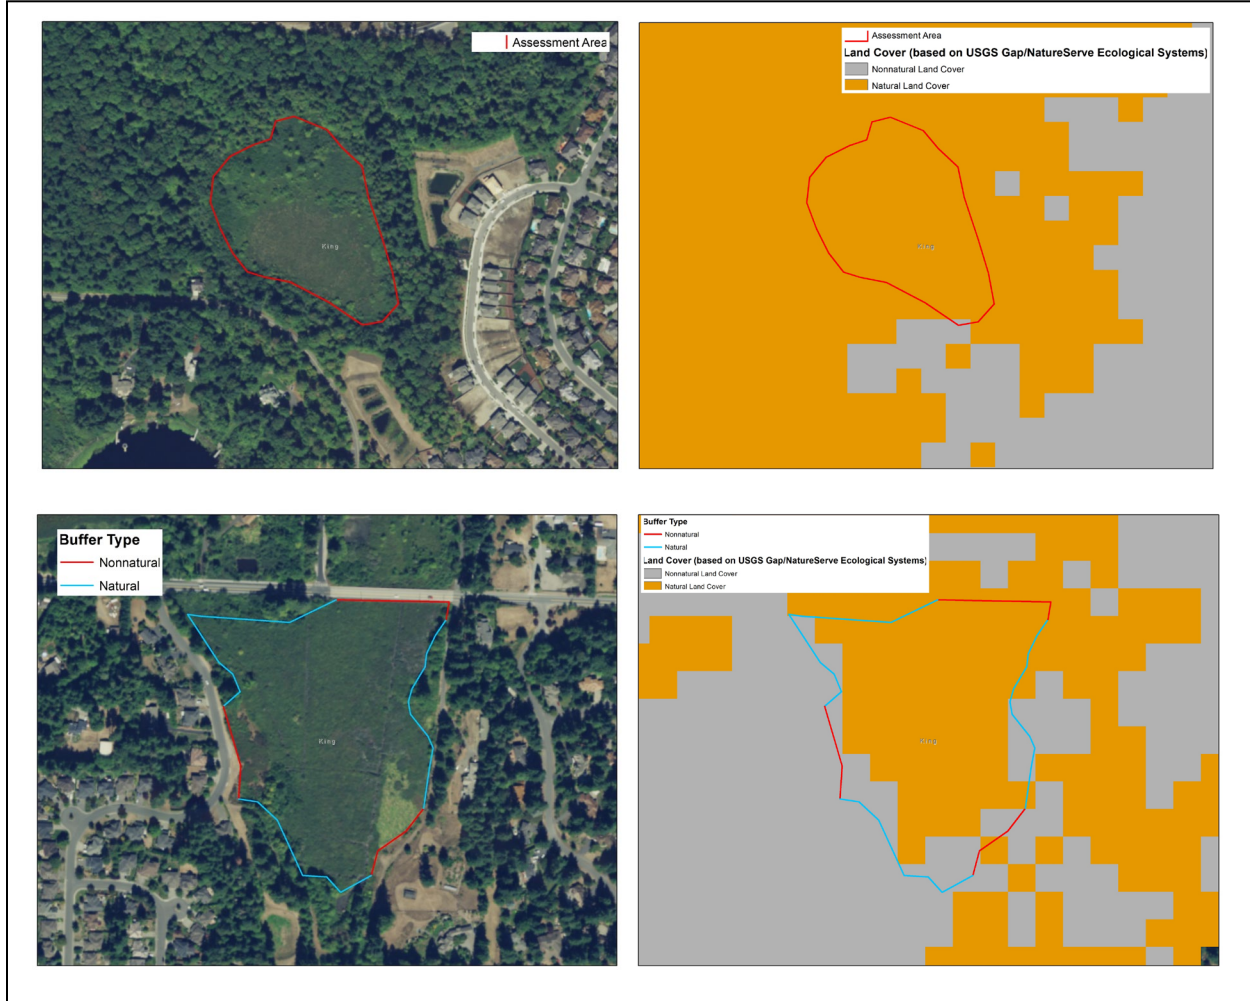 Assessment Area
King
Assessment Area
Land Cover (based on USGS Gap/NatureServe Ecological Systems)
Nonnatural Land Cover
Natural Land Cover
King
Buffer Type
Nonnatural
Natural
King
Buffer Type
Nonnatural
Natural
Land Cover (based on USGS Gap/NatureServe Ecological Systems)
Nonnatural Land Cover
Natural Land Cover
King